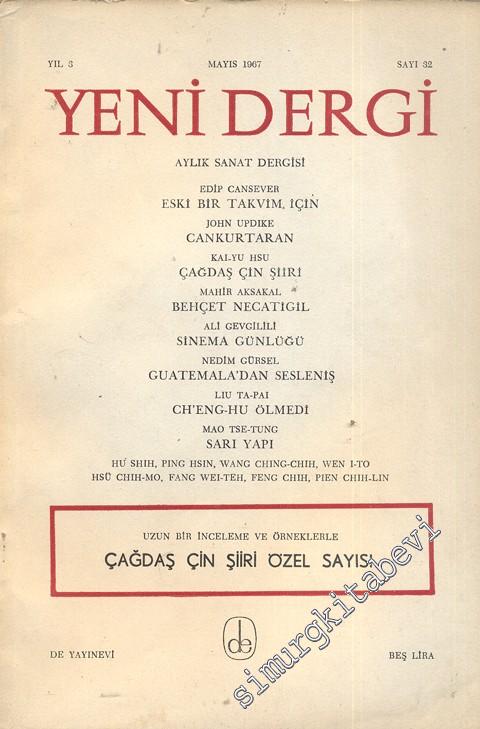 YIL 3 MAYIS 1967 SAYI 32
YENİ DERGİ
AYLIK SANAT DERGİSİ
EDİP CANSEVER
ESKİ BİR TAKVİM, İÇİN
JOHN UPDIKE
CANKURTARAN
KAI-YU HSU
ÇAĞDAŞ ÇİN ŞİİRİ
MAHİR AKSAKAL
BEHÇET NECATİGİL
ALİ GEVGİLİLİ
SİNEMA GÜNLÜĞÜ
NEDİM GÜRSEL
GUATEMALA'DAN SESLENİŞ
LIU TA-PAI
CH'ENG-HU ÖLMEDİ
MAO TSE-TUNG
SARI YAPI
HU SHIH, PING HSIN, WANG CHING-CHIH, WEN I-TO
HSÜ CHIH-MO, FANG WEI-TEH, FENG CHIH, PIEN CHIH-LIN
UZUN BİR İNCELEME VE ÖRNEKLERLE
ÇAĞDAŞ ÇİN ŞİİRİ ÖZEL SAYISI
de
DE YAYINEVİ BEŞ LİRA
simurgkitabevi